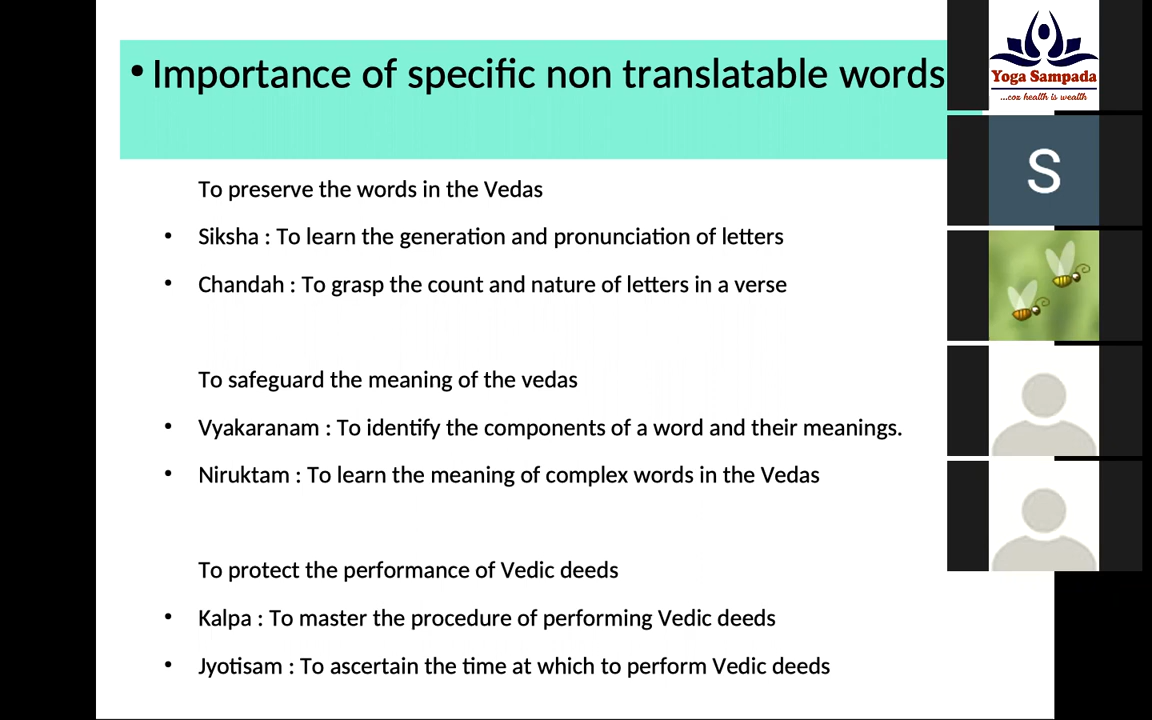 • Importance of specific non translatable words
To preserve the words in the Vedas
• Siksha : To learn the generation and pronunciation of letters
• Chandah : To grasp the count and nature of letters in a verse
To safeguard the meaning of the vedas
• Vyakaranam : To identify the components of a word and their meanings.
• Niruktam : To learn the meaning of complex words in the Vedas
To protect the performance of Vedic deeds
• Kalpa : To master the procedure of performing Vedic deeds
• Jyotisam : To ascertain the time at which to perform Vedic deeds
Yoga Sampada
...coz health is wealth
S